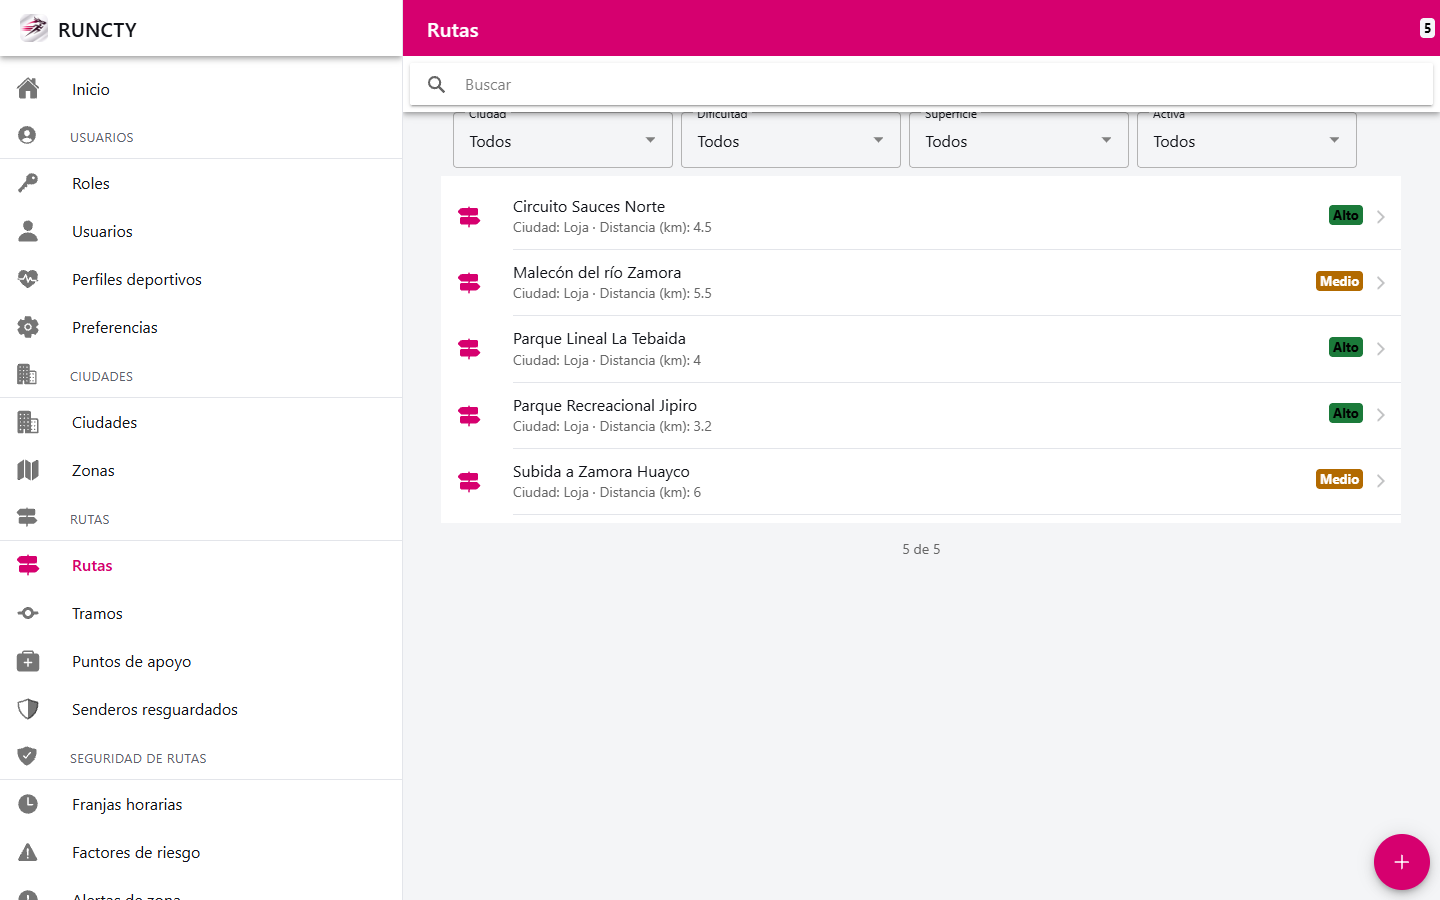 RUNCTY
Inicio
USUARIOS
Roles
Usuarios
Perfiles deportivos
Preferencias
CIUDADES
Ciudades
Zonas
RUTAS
Rutas
Tramos
Puntos de apoyo
Senderos resguardados
SEGURIDAD DE RUTAS
Franjas horarias
Factores de riesgo
Alertas de zona
Rutas
5
Buscar
Ciudad
Todos
Dificultad
Todos
Superficie
Todos
Activa
Todos
Circuito Sauces Norte
Ciudad: Loja · Distancia (km): 4.5
Alto
Malecón del río Zamora
Ciudad: Loja · Distancia (km): 5.5
Medio
Parque Lineal La Tebaida
Ciudad: Loja · Distancia (km): 4
Alto
Parque Recreacional Jipiro
Ciudad: Loja · Distancia (km): 3.2
Alto
Subida a Zamora Huayco
Ciudad: Loja · Distancia (km): 6
Medio
5 de 5